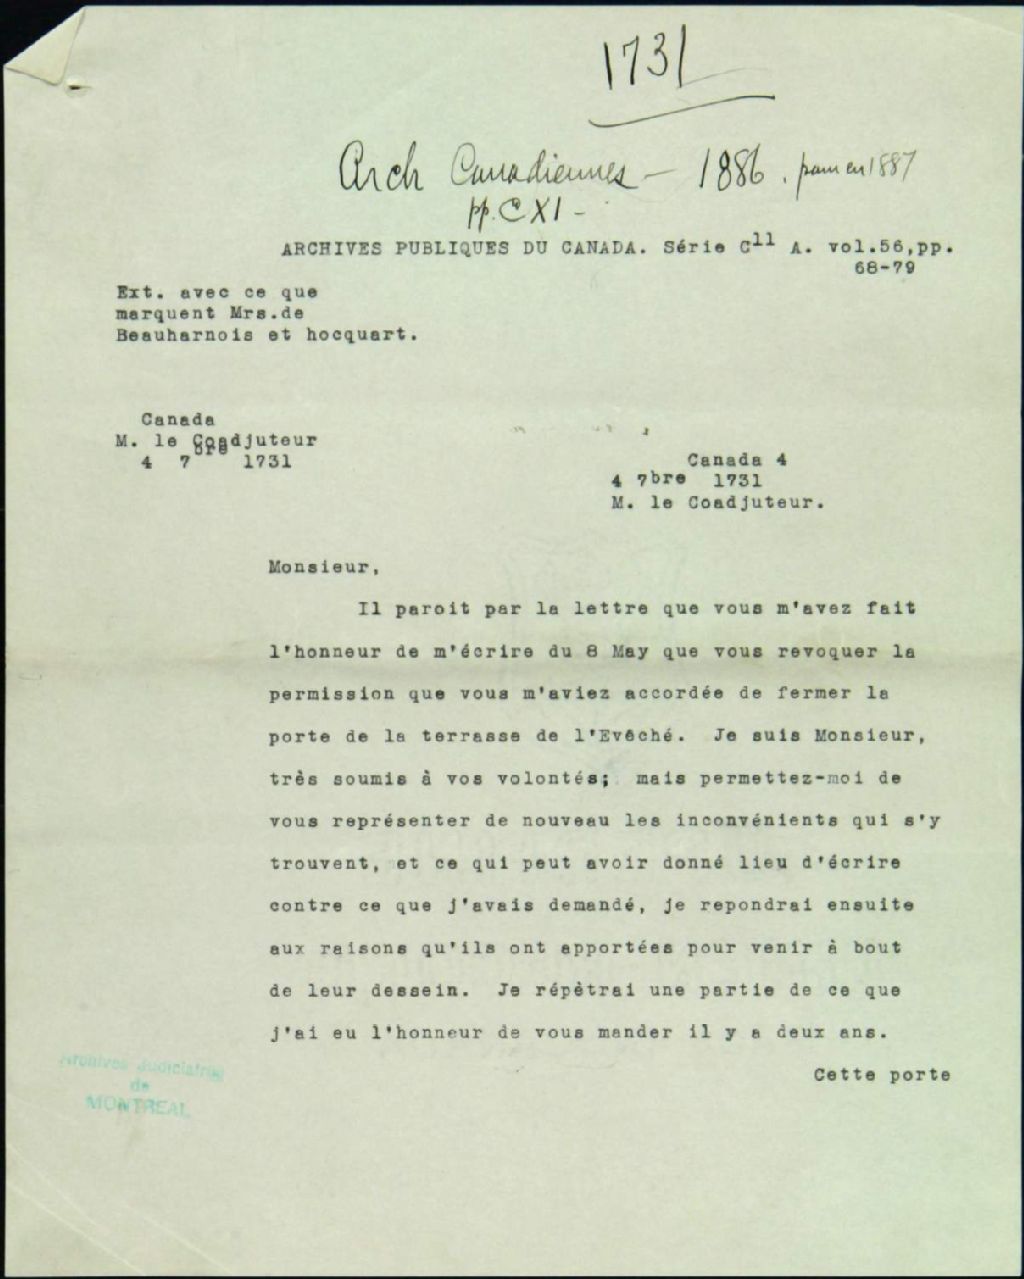 1731
Arch Canadiennes — 1886. paru en 1887
pp. CXI -
ARCHIVES PUBLIQUES DU CANADA. Série C11 A. vol.56,pp.
68-79
Ext. avec ce que
marquent Mrs.de
Beauharnois et hocquart.
Canada
M. le Coadjuteur
4 7bre 1731
Canada 4
4 7bre 1731
M. le Coadjuteur.
Monsieur,
Il paroit par la lettre que vous m'avez fait
l'honneur de m'écrire du 8 May que vous revoquer la
permission que vous m'aviez accordée de fermer la
porte de la terrasse de l'Evêché. Je suis Monsieur,
très soumis à vos volontés; mais permettez-moi de
vous représenter de nouveau les inconvénients qui s'y
trouvent, et ce qui peut avoir donné lieu d'écrire
contre ce que j'avais demandé, je repondrai ensuite
aux raisons qu'ils ont apportées pour venir à bout
de leur dessein. Je répètrai une partie de ce que
j'ai eu l'honneur de vous mander il y a deux ans.
Cette porte
Archives Judiciaires
de
MONTREAL